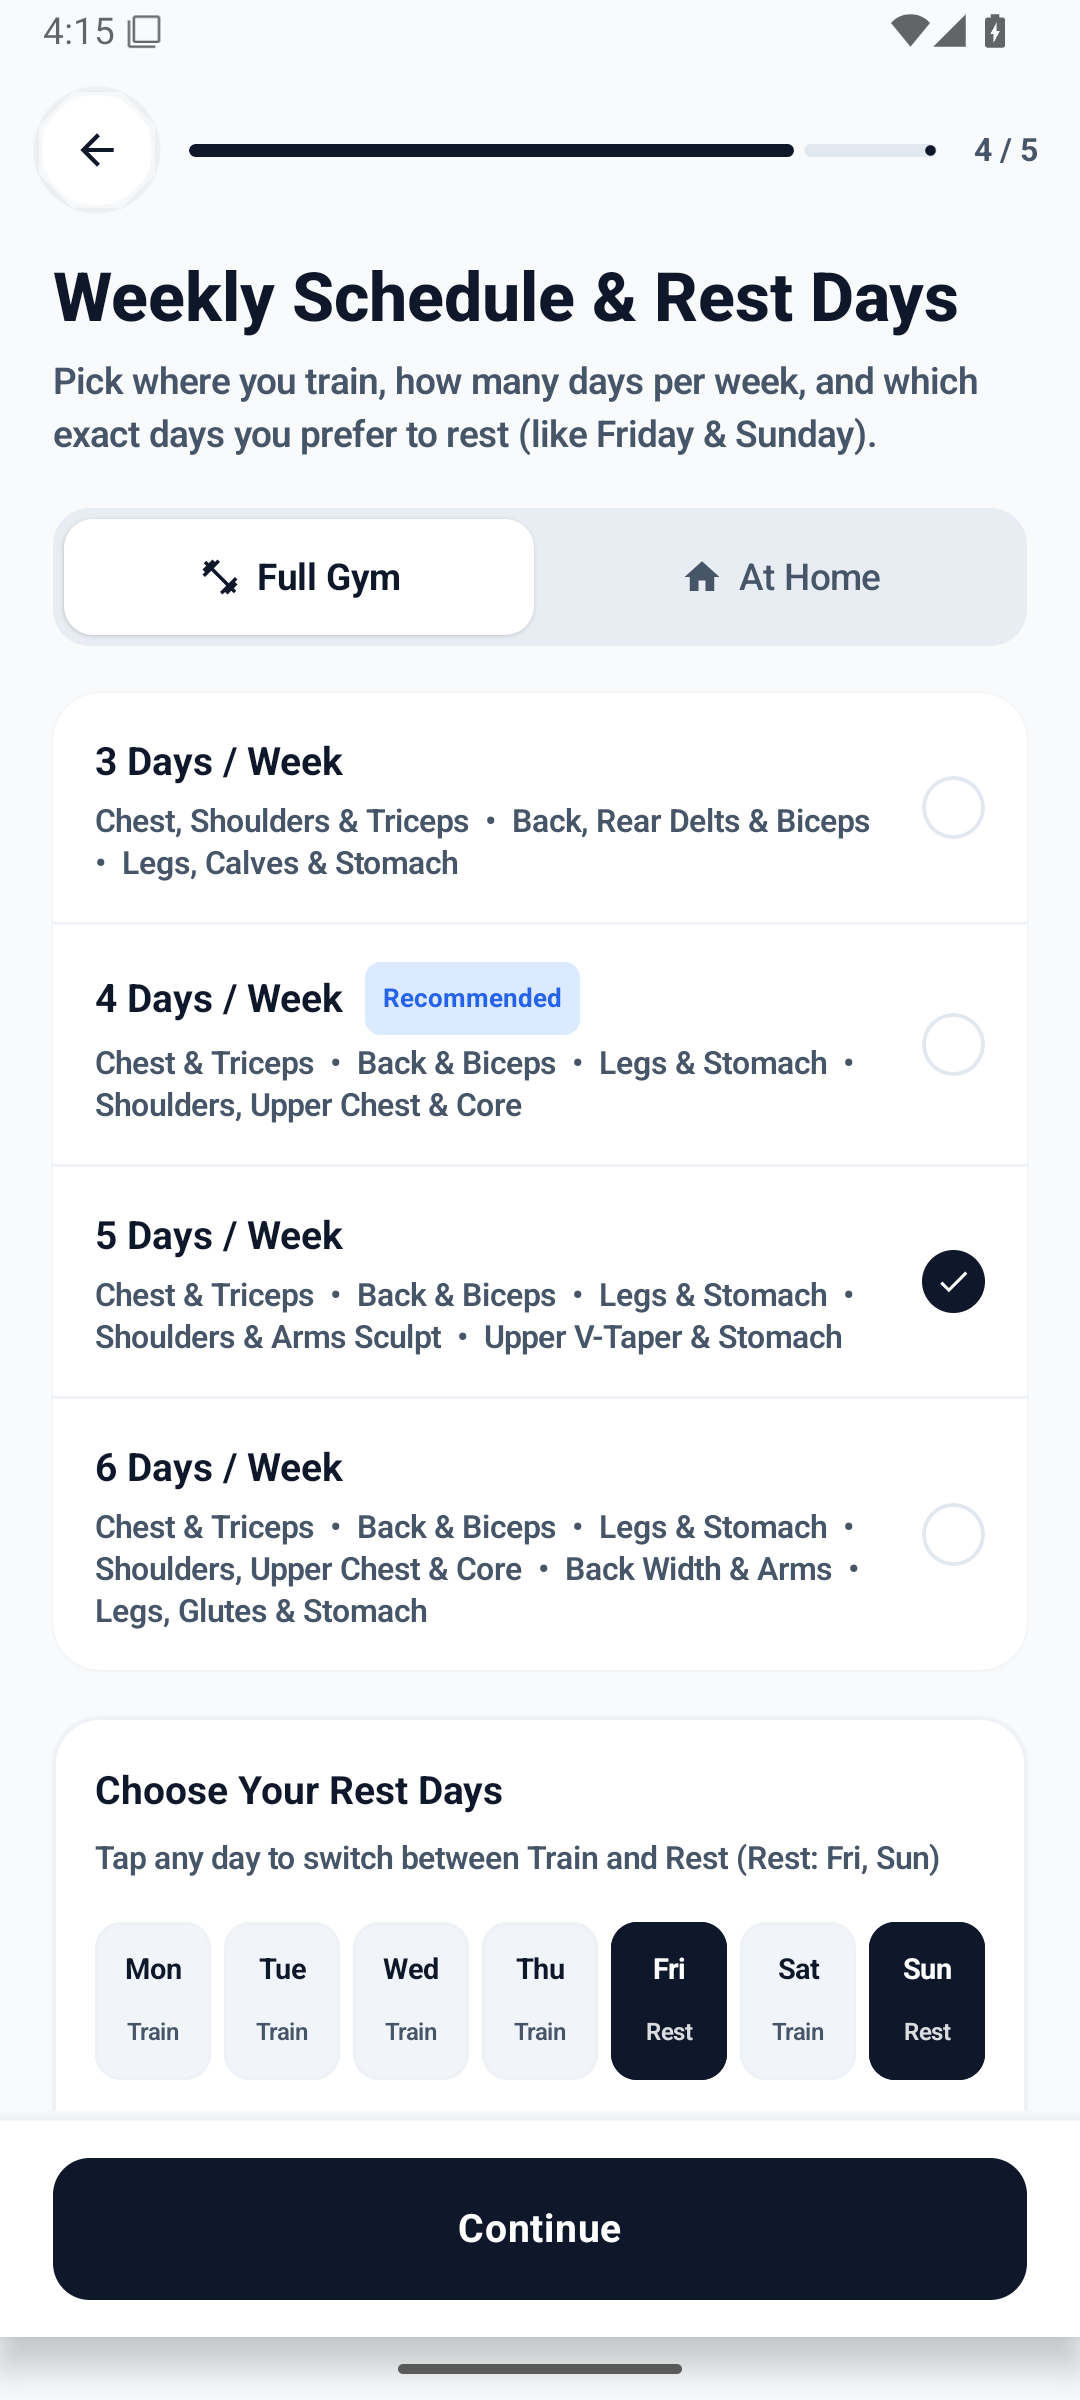 4:15
4 / 5
Weekly Schedule & Rest Days
Pick where you train, how many days per week, and which
exact days you prefer to rest (like Friday & Sunday).
Full Gym
At Home
3 Days / Week
Chest, Shoulders & Triceps • Back, Rear Delts & Biceps
• Legs, Calves & Stomach
4 Days / Week Recommended
Chest & Triceps • Back & Biceps • Legs & Stomach •
Shoulders, Upper Chest & Core
5 Days / Week
Chest & Triceps • Back & Biceps • Legs & Stomach •
Shoulders & Arms Sculpt • Upper V-Taper & Stomach
6 Days / Week
Chest & Triceps • Back & Biceps • Legs & Stomach •
Shoulders, Upper Chest & Core • Back Width & Arms •
Legs, Glutes & Stomach
Choose Your Rest Days
Tap any day to switch between Train and Rest (Rest: Fri, Sun)
Mon Tue Wed Thu Fri Sat Sun
Train Train Train Train Rest Train Rest
Continue